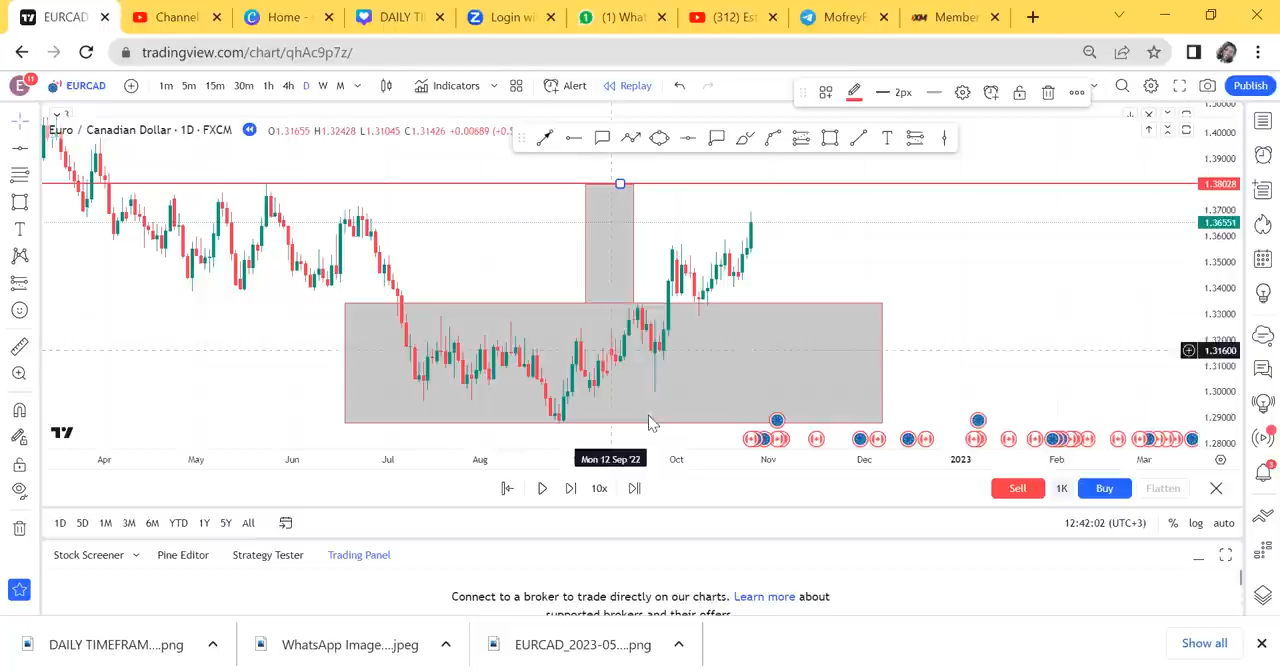 EURCAD
Channel
Home -
DAILY TI
Login wi
(1) What
(312) Est
MofreyF
Member
tradingview.com/chart/qhAc9p7z/
E
11
EURCAD
1m 5m 15m 30m 1h 4h D W M
Indicators
Alert
Replay
2px
Publish
Euro / Canadian Dollar · 1D · FXCM
O1.31655 H1.32428 L1.31045 C1.31426 +0.00689
3
1.40000
1.39000
1.38028
1.37000
1.36551
1.36000
1.35000
1.34000
1.33000
1.31600
1.30000
1.29000
1.28000
Apr
May
Jun
Jul
Aug
Mon 12 Sep '22
Oct
Nov
Dec
2023
Feb
Mar
10x
Sell
1K
Buy
Flatten
1D 5D 1M 3M 6M YTD 1Y 5Y All
12:42:02 (UTC+3)
% log auto
Stock Screener
Pine Editor
Strategy Tester
Trading Panel
Connect to a broker to trade directly on our charts. Learn more about
supported brokers and their offers
DAILY TIMEFRAM....png
WhatsApp Image....jpeg
EURCAD_2023-05....png
Show all